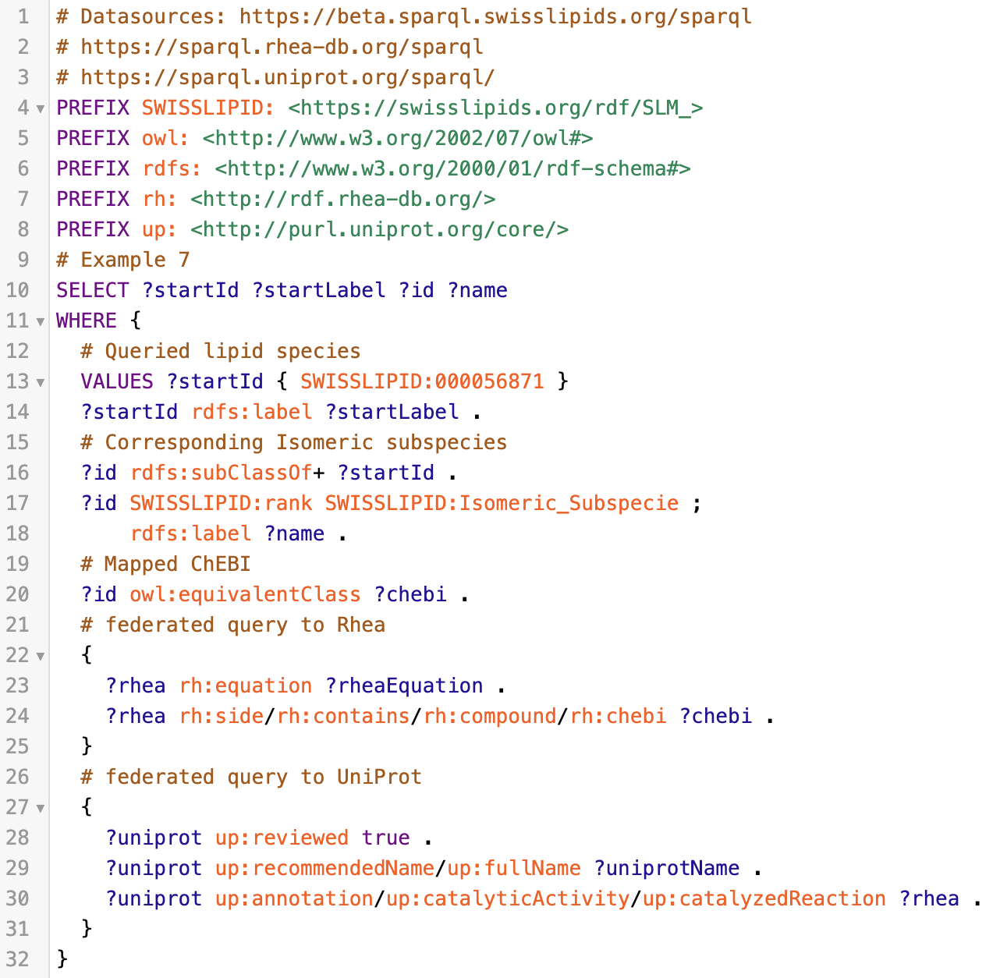 1 # Datasources: https://beta.sparql.swisslipids.org/sparql
2 # https://sparql.rhea-db.org/sparql
3 # https://sparql.uniprot.org/sparql/
4 PREFIX SWISSLIPID: <https://swisslipids.org/rdf/SLM_>
5 PREFIX owl: <http://www.w3.org/2002/07/owl#>
6 PREFIX rdfs: <http://www.w3.org/2000/01/rdf-schema#>
7 PREFIX rh: <http://rdf.rhea-db.org/>
8 PREFIX up: <http://purl.uniprot.org/core/>
9 # Example 7
10 SELECT ?startId ?startLabel ?id ?name
11 WHERE {
12   # Queried lipid species
13   VALUES ?startId { SWISSLIPID:000056871 }
14   ?startId rdfs:label ?startLabel .
15   # Corresponding Isomeric subspecies
16   ?id rdfs:subClassOf+ ?startId .
17   ?id SWISSLIPID:rank SWISSLIPID:Isomeric_Subspecie ;
18       rdfs:label ?name .
19   # Mapped ChEBI
20   ?id owl:equivalentClass ?chebi .
21   # federated query to Rhea
22   {
23     ?rhea rh:equation ?rheaEquation .
24     ?rhea rh:side/rh:contains/rh:compound/rh:chebi ?chebi .
25   }
26   # federated query to UniProt
27   {
28     ?uniprot up:reviewed true .
29     ?uniprot up:recommendedName/up:fullName ?uniprotName .
30     ?uniprot up:annotation/up:catalyticActivity/up:catalyzedReaction ?rhea .
31   }
32 }